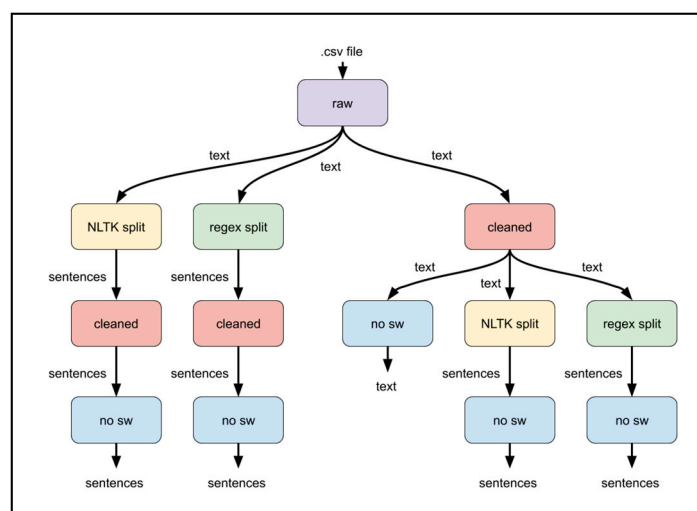 .csv file
raw
text
text
text
NLTK split
regex split
cleaned
sentences
sentences
text
text
text
cleaned
cleaned
no sw
NLTK split
regex split
sentences
sentences
text
sentences
sentences
no sw
no sw
no sw
no sw
sentences
sentences
sentences
sentences